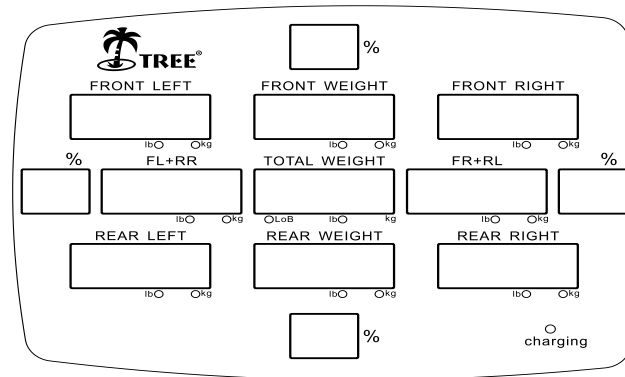 TREE®
%
FRONT LEFT FRONT WEIGHT FRONT RIGHT
lb kg lb kg lb kg
% FL+RR TOTAL WEIGHT FR+RL %
lb kg LoB lb kg lb kg
REAR LEFT REAR WEIGHT REAR RIGHT
lb kg lb kg lb kg
%
charging